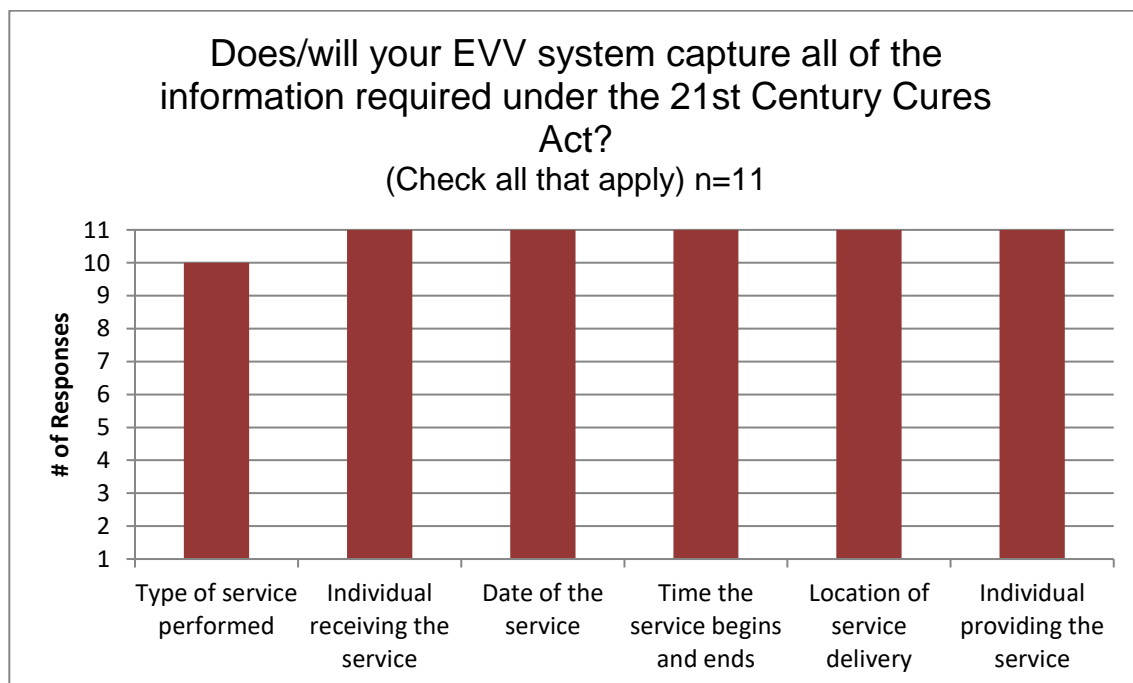 Does/will your EVV system capture all of the
information required under the 21st Century Cures
Act?
(Check all that apply) n=11
# of Responses
11
10
9
8
7
6
5
4
3
2
1
Type of service
performed
Individual
receiving the
service
Date of the
service
Time the
service begins
and ends
Location of
service
delivery
Individual
providing the
service